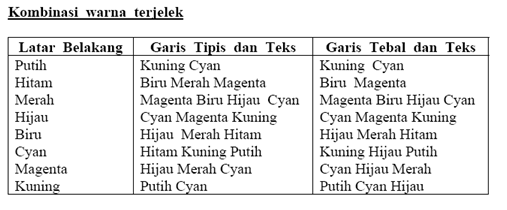 Kombinasi warna terjelek
Latar Belakang Garis Tipis dan Teks Garis Tebal dan Teks
Putih Kuning Cyan Kuning Cyan
Hitam Biru Merah Magenta Biru Magenta
Merah Magenta Biru Hijau Cyan Magenta Biru Hijau Cyan
Hijau Cyan Magenta Kuning Cyan Magenta Kuning
Biru Hijau Merah Hitam Hijau Merah Hitam
Cyan Hitam Kuning Putih Kuning Hijau Putih
Magenta Hijau Merah Cyan Cyan Hijau Merah
Kuning Putih Cyan Putih Cyan Hijau